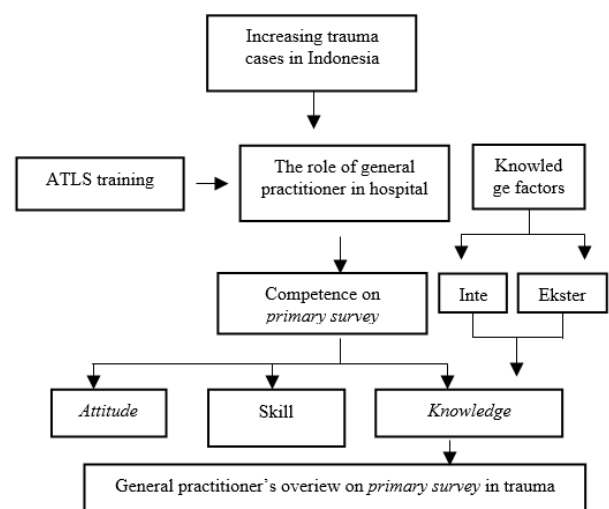 Increasing trauma
cases in Indonesia
ATLS training
The role of general
practitioner in hospital
Knowled
ge factors
Competence on
primary survey
Inte
Ekster
Attitude
Skill
Knowledge
General practitioner's overiew on primary survey in trauma